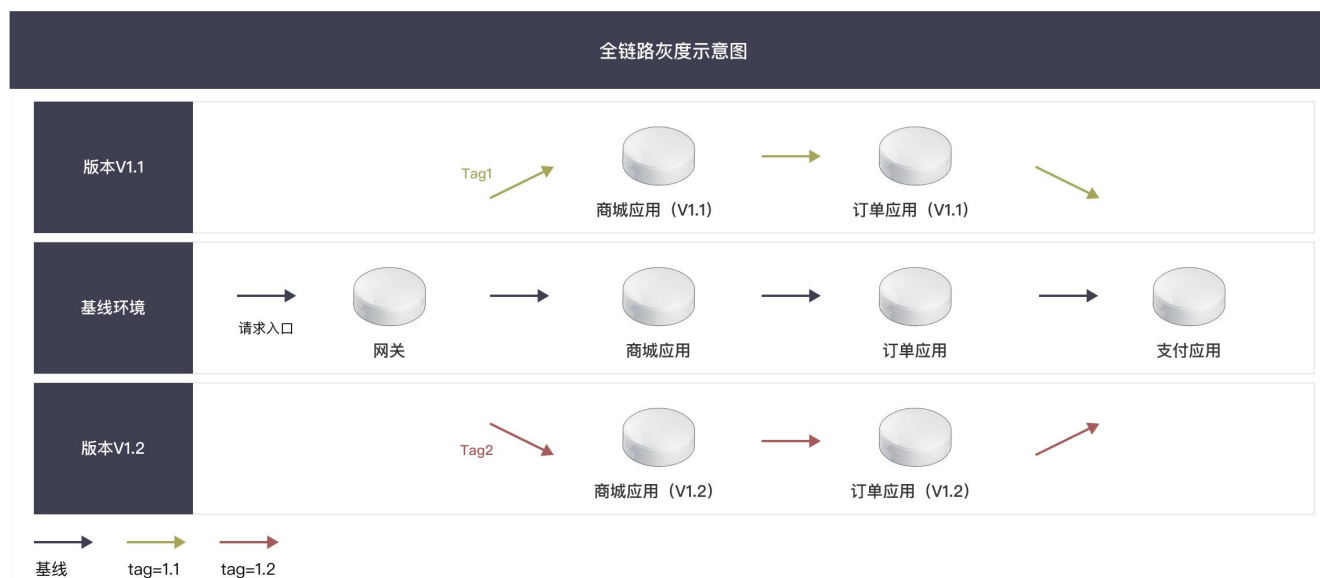 全链路灰度示意图
版本V1.1
Tag1
商城应用（V1.1）
订单应用（V1.1）
基线环境
请求入口
网关
商城应用
订单应用
支付应用
版本V1.2
Tag2
商城应用（V1.2）
订单应用（V1.2）
基线
tag=1.1
tag=1.2